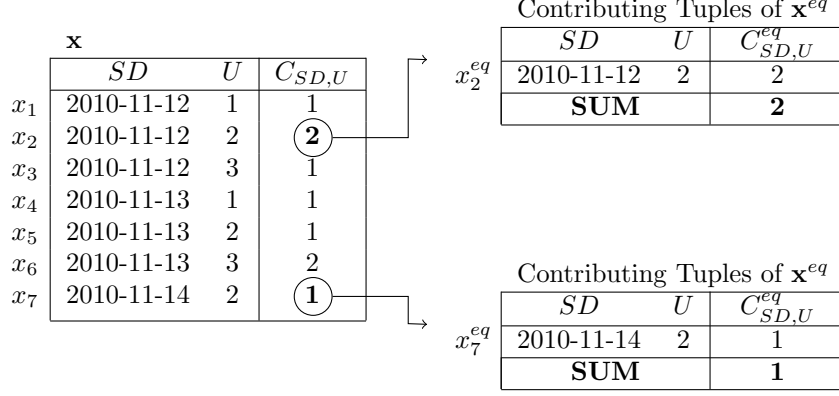 x
SD U C_{SD,U}
x_1 2010-11-12 1 1
x_2 2010-11-12 2 2
x_3 2010-11-12 3 1
x_4 2010-11-13 1 1
x_5 2010-11-13 2 1
x_6 2010-11-13 3 2
x_7 2010-11-14 2 1
Contributing Tuples of x^{eq}
SD U C^{eq}_{SD,U}
x^{eq}_2 2010-11-12 2 2
SUM 2
Contributing Tuples of x^{eq}
SD U C^{eq}_{SD,U}
x^{eq}_7 2010-11-14 2 1
SUM 1